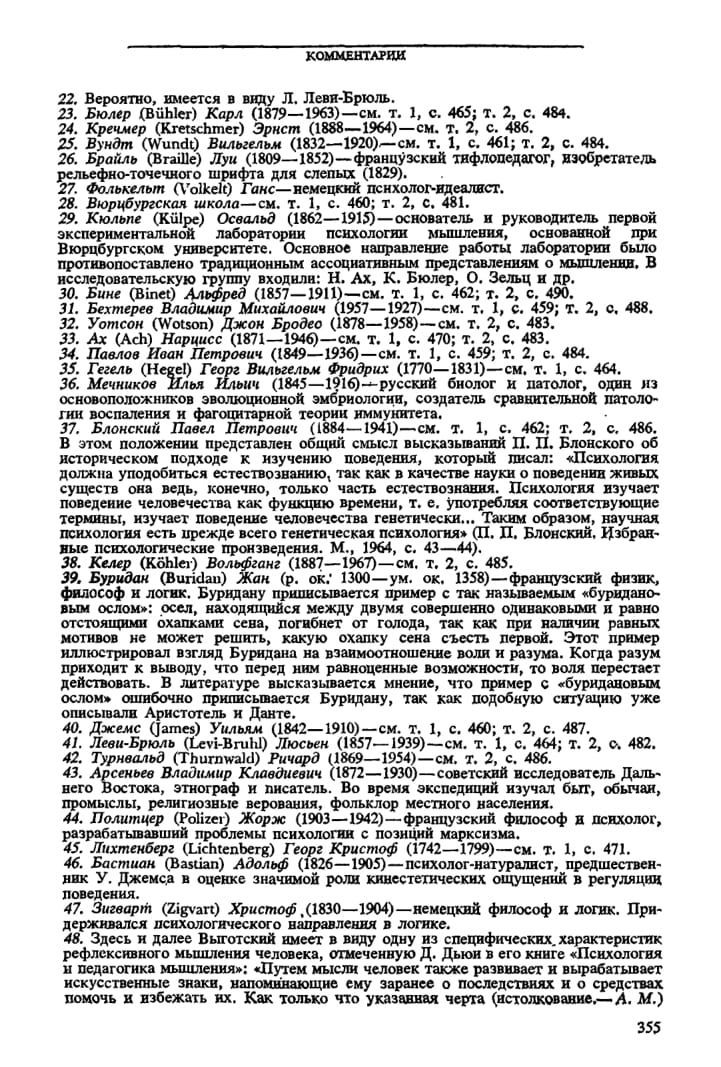 КОММЕНТАРИИ
22. Вероятно, имеется в виду Л. Леви-Брюль.
23. Бюлер (Bühler) Карл (1879—1963)—см. т. 1, с. 465; т. 2, с. 484.
24. Кречмер (Kretschmer) Эрнст (1888—1964)—см. т. 2, с. 486.
25. Вундт (Wundt) Вильгельм (1832—1920)—см. т. 1, с. 461; т. 2, с. 484.
26. Брайль (Braille) Луи (1809—1852)—французский тифлопедагог, изобретатель
рельефно-точечного шрифта для слепых (1829).
27. Фолькельт (Volkelt) Ганс—немецкий психолог-идеалист.
28. Вюрцбургская школа—см. т. 1, с. 460; т. 2, с. 481.
29. Кюльпе (Külpe) Освальд (1862—1915)—основатель и руководитель первой
экспериментальной лаборатории психологии мышления, основанной при
Вюрцбургском университете. Основное направление работы лаборатории было
противопоставлено традиционным ассоциативным представлениям о мышлении. В
исследовательскую группу входили: Н. Ах, К. Бюлер, О. Зельц и др.
30. Бине (Binet) Альфред (1857—1911)—см. т. 1, с. 462; т. 2, с. 490.
31. Бехтерев Владимир Михайлович (1957—1927)—см. т. 1, с. 459; т. 2, с. 488.
32. Уотсон (Wotson) Джон Бродео (1878—1958)—см. т. 2, с. 483.
33. Ах (Ach) Нарцисс (1871—1946)—см. т. 1, с. 470; т. 2, с. 483.
34. Павлов Иван Петрович (1849—1936)—см. т. 1, с. 459; т. 2, с. 484.
35. Гегель (Hegel) Георг Вильгельм Фридрих (1770—1831)—см. т. 1, с. 464.
36. Мечников Илья Ильич (1845—1916)—русский биолог и патолог, один из
основоположников эволюционной эмбриологии, создатель сравнительной патоло-
гии воспаления и фагоцитарной теории иммунитета.
37. Блонский Павел Петрович (1884—1941)—см. т. 1, с. 462; т. 2, с. 486.
В этом положении представлен общий смысл высказываний П. П. Блонского об
историческом подходе к изучению поведения, который писал: «Психология
должна уподобиться естествознанию, так как в качестве науки о поведении живых
существ она ведь, конечно, только часть естествознания. Психология изучает
поведение человечества как функцию времени, т. е. употребляя соответствующие
термины, изучает поведение человечества генетически... Таким образом, научная
психология есть прежде всего генетическая психология» (П. П. Блонский. Избран-
ные психологические произведения. М., 1964, с. 43—44).
38. Келер (Köhler) Вольфганг (1887—1967)—см. т. 2, с. 485.
39. Буридан (Buridan) Жан (р. ок. 1300—ум. ок. 1358)—французский физик,
философ и логик. Буридану приписывается пример с так называемым «буридано-
вым ослом»: осел, находящийся между двумя совершенно одинаковыми и равно
отстоящими охапками сена, погибнет от голода, так как при наличии равных
мотивов не может решить, какую охапку сена съесть первой. Этот пример
иллюстрировал взгляд Буридана на взаимоотношение воли и разума. Когда разум
приходит к выводу, что перед ним равноценные возможности, то воля перестает
действовать. В литературе высказывается мнение, что пример с «буридановым
ослом» ошибочно приписывается Буридану, так как подобную ситуацию уже
описывали Аристотель и Данте.
40. Джемс (James) Уильям (1842—1910)—см. т. 1, с. 460; т. 2, с. 487.
41. Леви-Брюль (Levi-Bruhl) Люсьен (1857—1939)—см. т. 1, с. 464; т. 2, с. 482.
42. Турнвальд (Thurnwald) Ричард (1869—1954)—см. т. 2, с. 486.
43. Арсеньев Владимир Клавдиевич (1872—1930)—советский исследователь Даль-
него Востока, этнограф и писатель. Во время экспедиций изучал быт, обычаи,
промыслы, религиозные верования, фольклор местного населения.
44. Политцер (Polizer) Жорж (1903—1942)—французский философ и психолог,
разрабатывавший проблемы психологии с позиций марксизма.
45. Лихтенберг (Lichtenberg) Георг Кристоф (1742—1799)—см. т. 1, с. 471.
46. Бастиан (Bastian) Адольф (1826—1905)—психолог-натуралист, предшествен-
ник У. Джемса в оценке значимой роли кинестетических ощущений в регуляции
поведения.
47. Зигварт (Zigvart) Христоф (1830—1904)—немецкий философ и логик. При-
держивался психологического направления в логике.
48. Здесь и далее Выготский имеет в виду одну из специфических характеристик
рефлексивного мышления человека, отмеченную Д. Дьюи в его книге «Психология
и педагогика мышления»: «Путем мысли человек также развивает и вырабатывает
искусственные знаки, напоминающие ему заранее о последствиях и о средствах
помочь и избежать их. Как только что указанная черта (истолкование.— А. М.)
355